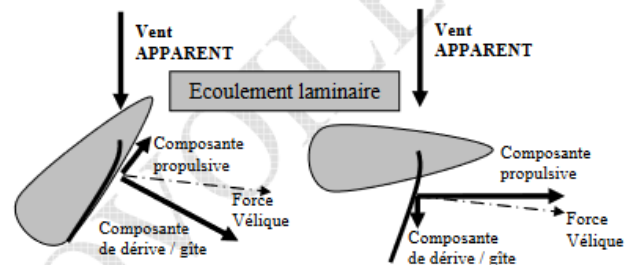 Vent
APPARENT
Vent
APPARENT
Ecoulement laminaire
Composante
propulsive
Force
Vélique
Composante
de dérive / gîte
Composante
propulsive
Force
Vélique
Composante
de dérive / gîte